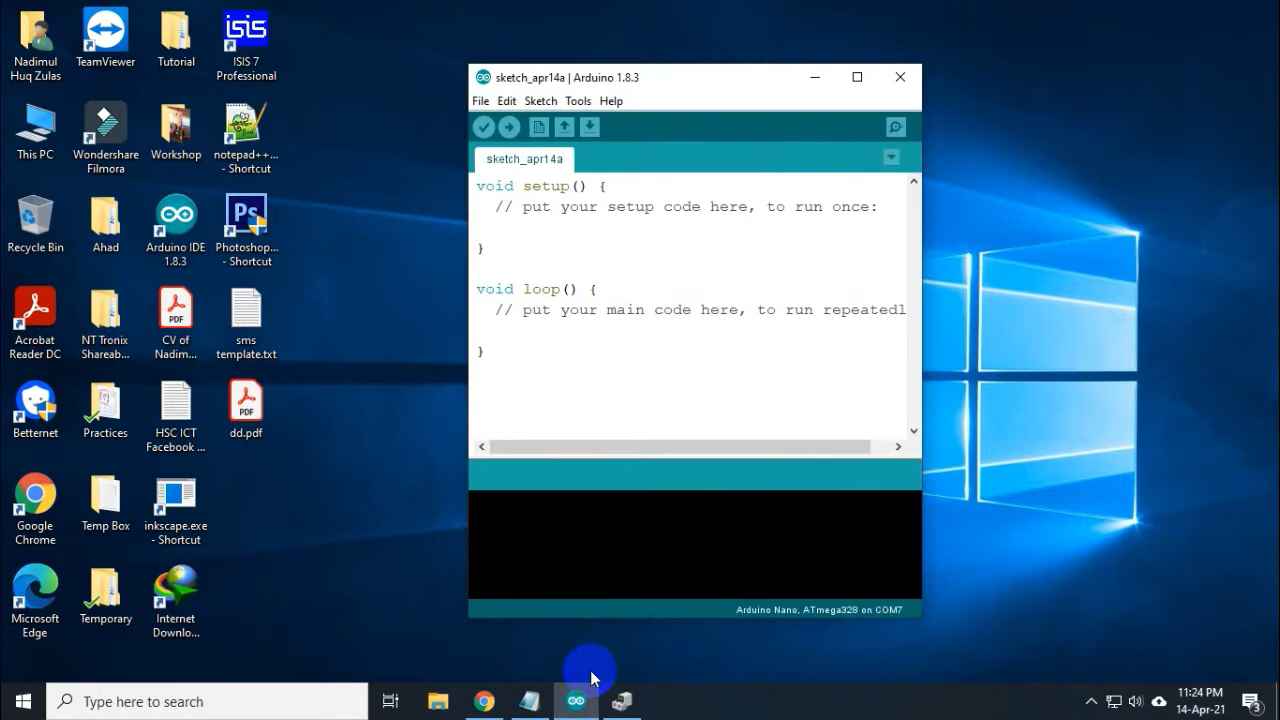 Nadimul
Huq Zulas
TeamViewer
Tutorial
isis
ISIS 7
Professional
This PC
Wondershare
Filmora
Workshop
notepad++...
- Shortcut
Recycle Bin
Ahad
Arduino IDE
1.8.3
Ps
Photoshop...
- Shortcut
Acrobat
Reader DC
NT Tronix
Shareab...
PDF
CV of
Nadim...
sms
template.txt
Betternet
Practices
HSC ICT
Facebook ...
PDF
dd.pdf
Google
Chrome
Temp Box
inkscape.exe
- Shortcut
Microsoft
Edge
Temporary
Internet
Downlo...
sketch_apr14a | Arduino 1.8.3
File Edit Sketch Tools Help
sketch_apr14a
void setup() {
// put your setup code here, to run once:
}
void loop() {
// put your main code here, to run repeatedl
}
Arduino Nano, ATmega328 on COM7
Type here to search
11:24 PM
14-Apr-21
3